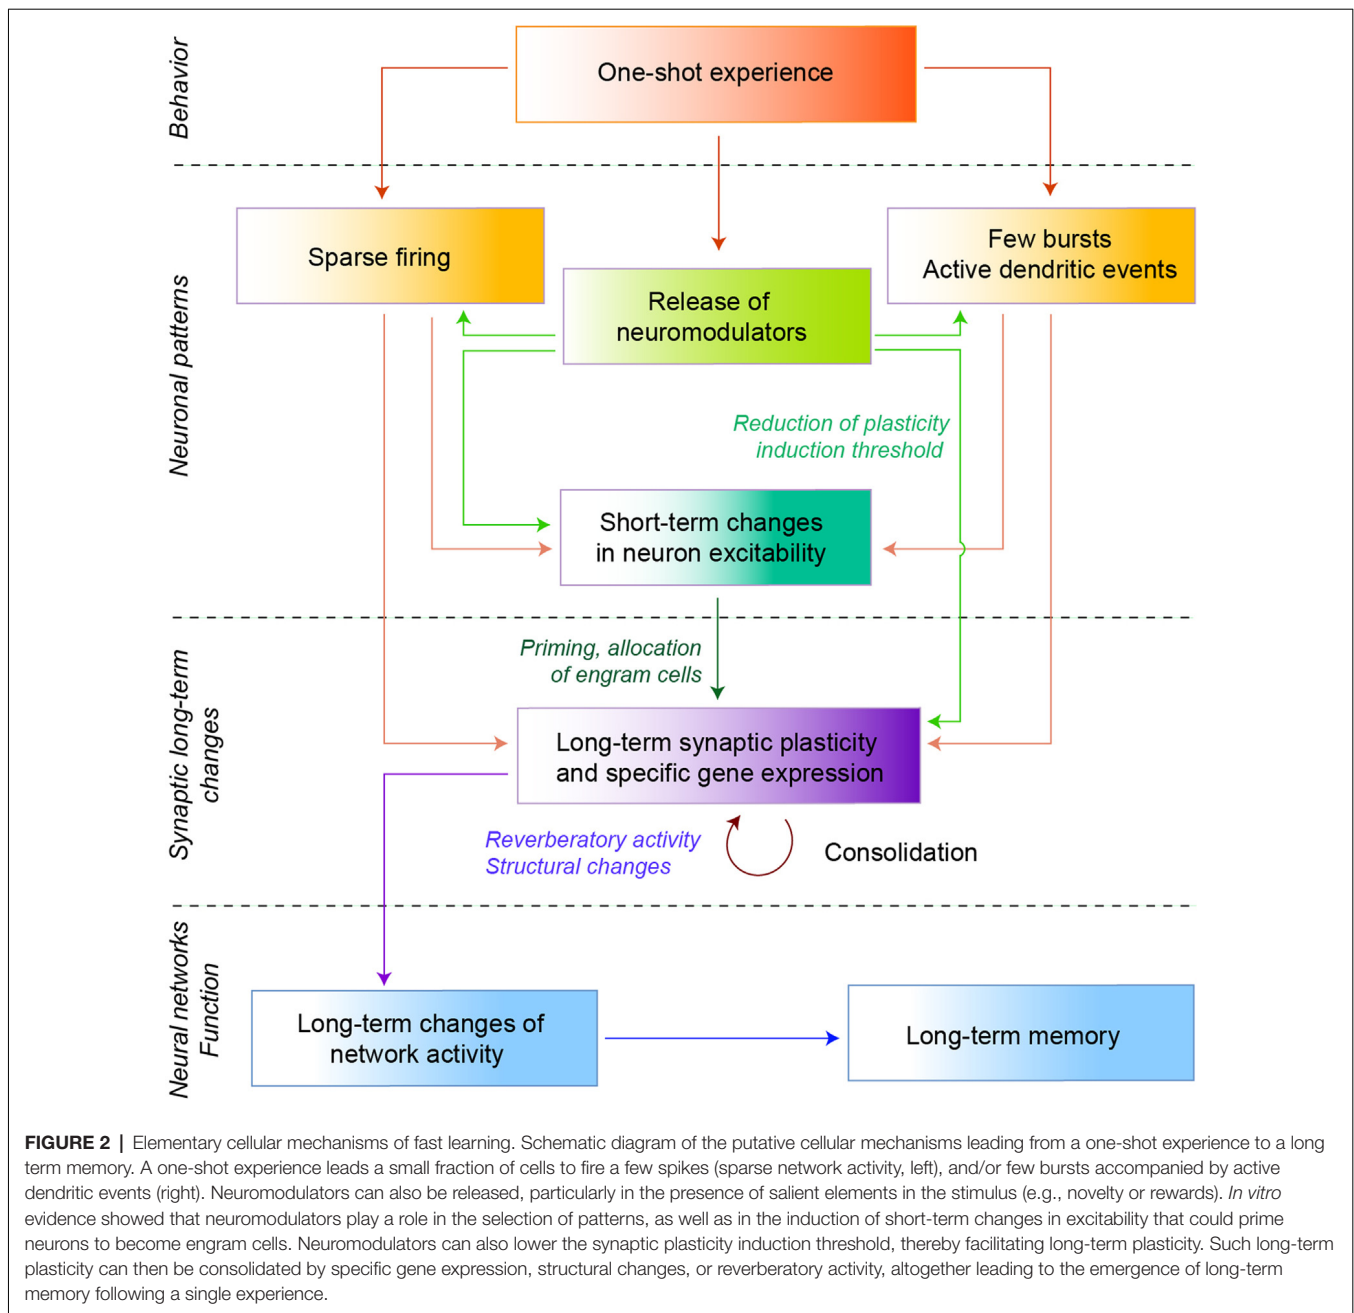 Behavior
One-shot experience
Neuronal patterns
Sparse firing
Few bursts
Active dendritic events
Release of
neuromodulators
Reduction of plasticity
induction threshold
Short-term changes
in neuron excitability
Synaptic long-term
changes
Priming, allocation
of engram cells
Long-term synaptic plasticity
and specific gene expression
Reverberatory activity
Structural changes
Consolidation
Neural networks
Function
Long-term changes of
network activity
Long-term memory
FIGURE 2 | Elementary cellular mechanisms of fast learning. Schematic diagram of the putative cellular mechanisms leading from a one-shot experience to a long
term memory. A one-shot experience leads a small fraction of cells to fire a few spikes (sparse network activity, left), and/or few bursts accompanied by active
dendritic events (right). Neuromodulators can also be released, particularly in the presence of salient elements in the stimulus (e.g., novelty or rewards). In vitro
evidence showed that neuromodulators play a role in the selection of patterns, as well as in the induction of short-term changes in excitability that could prime
neurons to become engram cells. Neuromodulators can also lower the synaptic plasticity induction threshold, thereby facilitating long-term plasticity. Such long-term
plasticity can then be consolidated by specific gene expression, structural changes, or reverberatory activity, altogether leading to the emergence of long-term
memory following a single experience.